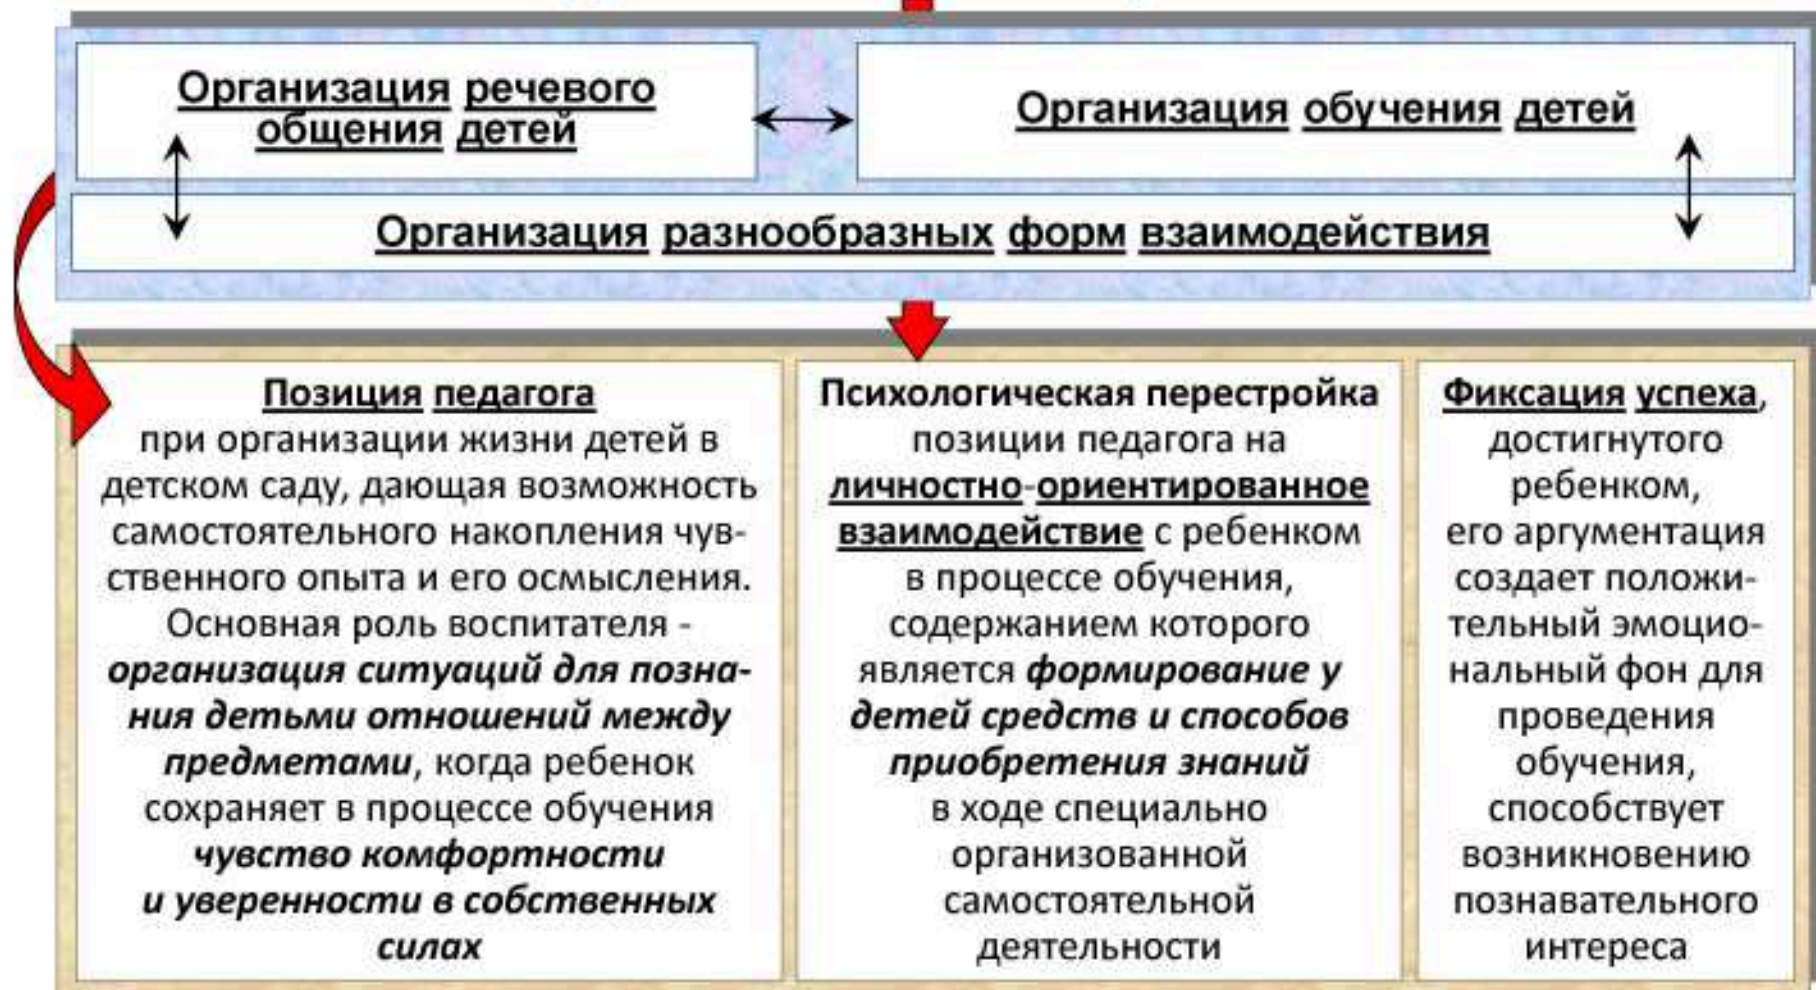 Организация речевого
общения детей
Организация обучения детей
Организация разнообразных форм взаимодействия
Позиция педагога
при организации жизни детей в
детском саду, дающая возможность
самостоятельного накопления чув-
ственного опыта и его осмысления.
Основная роль воспитателя -
организация ситуаций для позна-
ния детьми отношений между
предметами, когда ребенок
сохраняет в процессе обучения
чувство комфортности
и уверенности в собственных
силах
Психологическая перестройка
позиции педагога на
личностно-ориентированное
взаимодействие с ребенком
в процессе обучения,
содержанием которого
является формирование у
детей средств и способов
приобретения знаний
в ходе специально
организованной
самостоятельной
деятельности
Фиксация успеха,
достигнутого
ребенком,
его аргументация
создает положи-
тельный эмоцио-
нальный фон для
проведения
обучения,
способствует
возникновению
познавательного
интереса